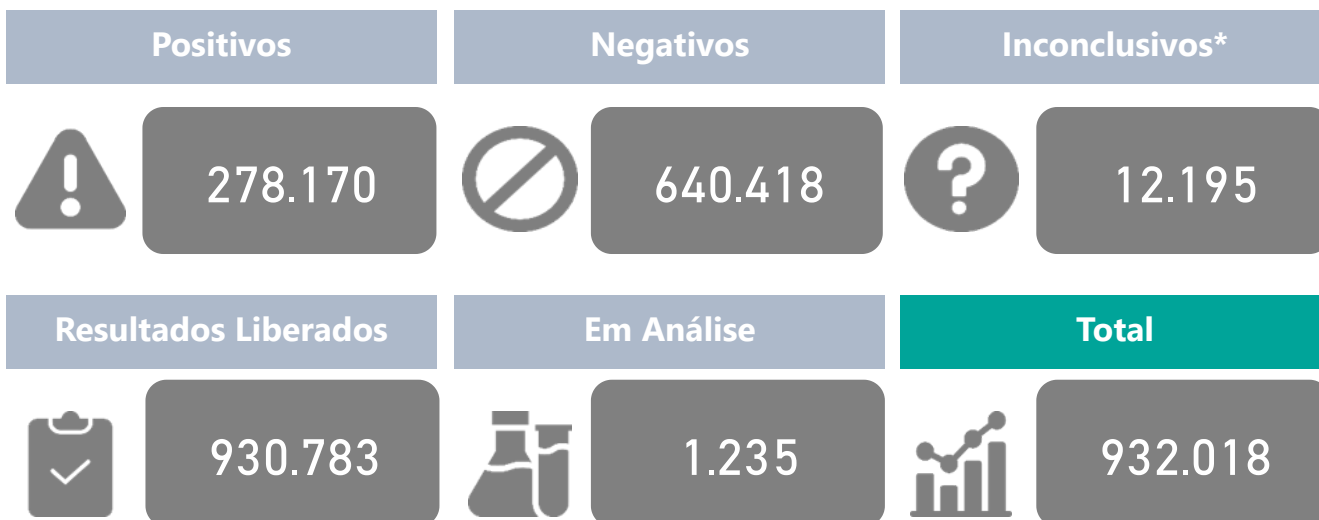 Positivos
Negativos
Inconclusivos*
278.170
640.418
12.195
Resultados Liberados
Em Análise
Total
930.783
1.235
932.018